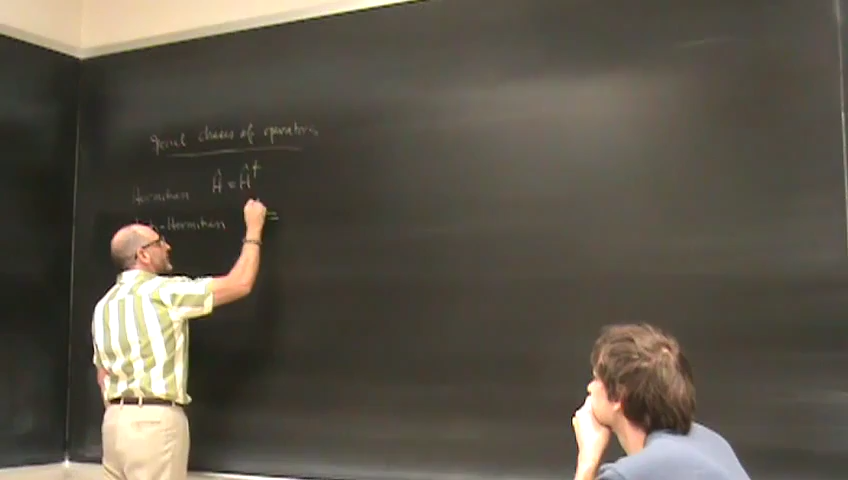 Special classes of operators
Hermitian Ĥ = Ĥ†
-Hermitian =